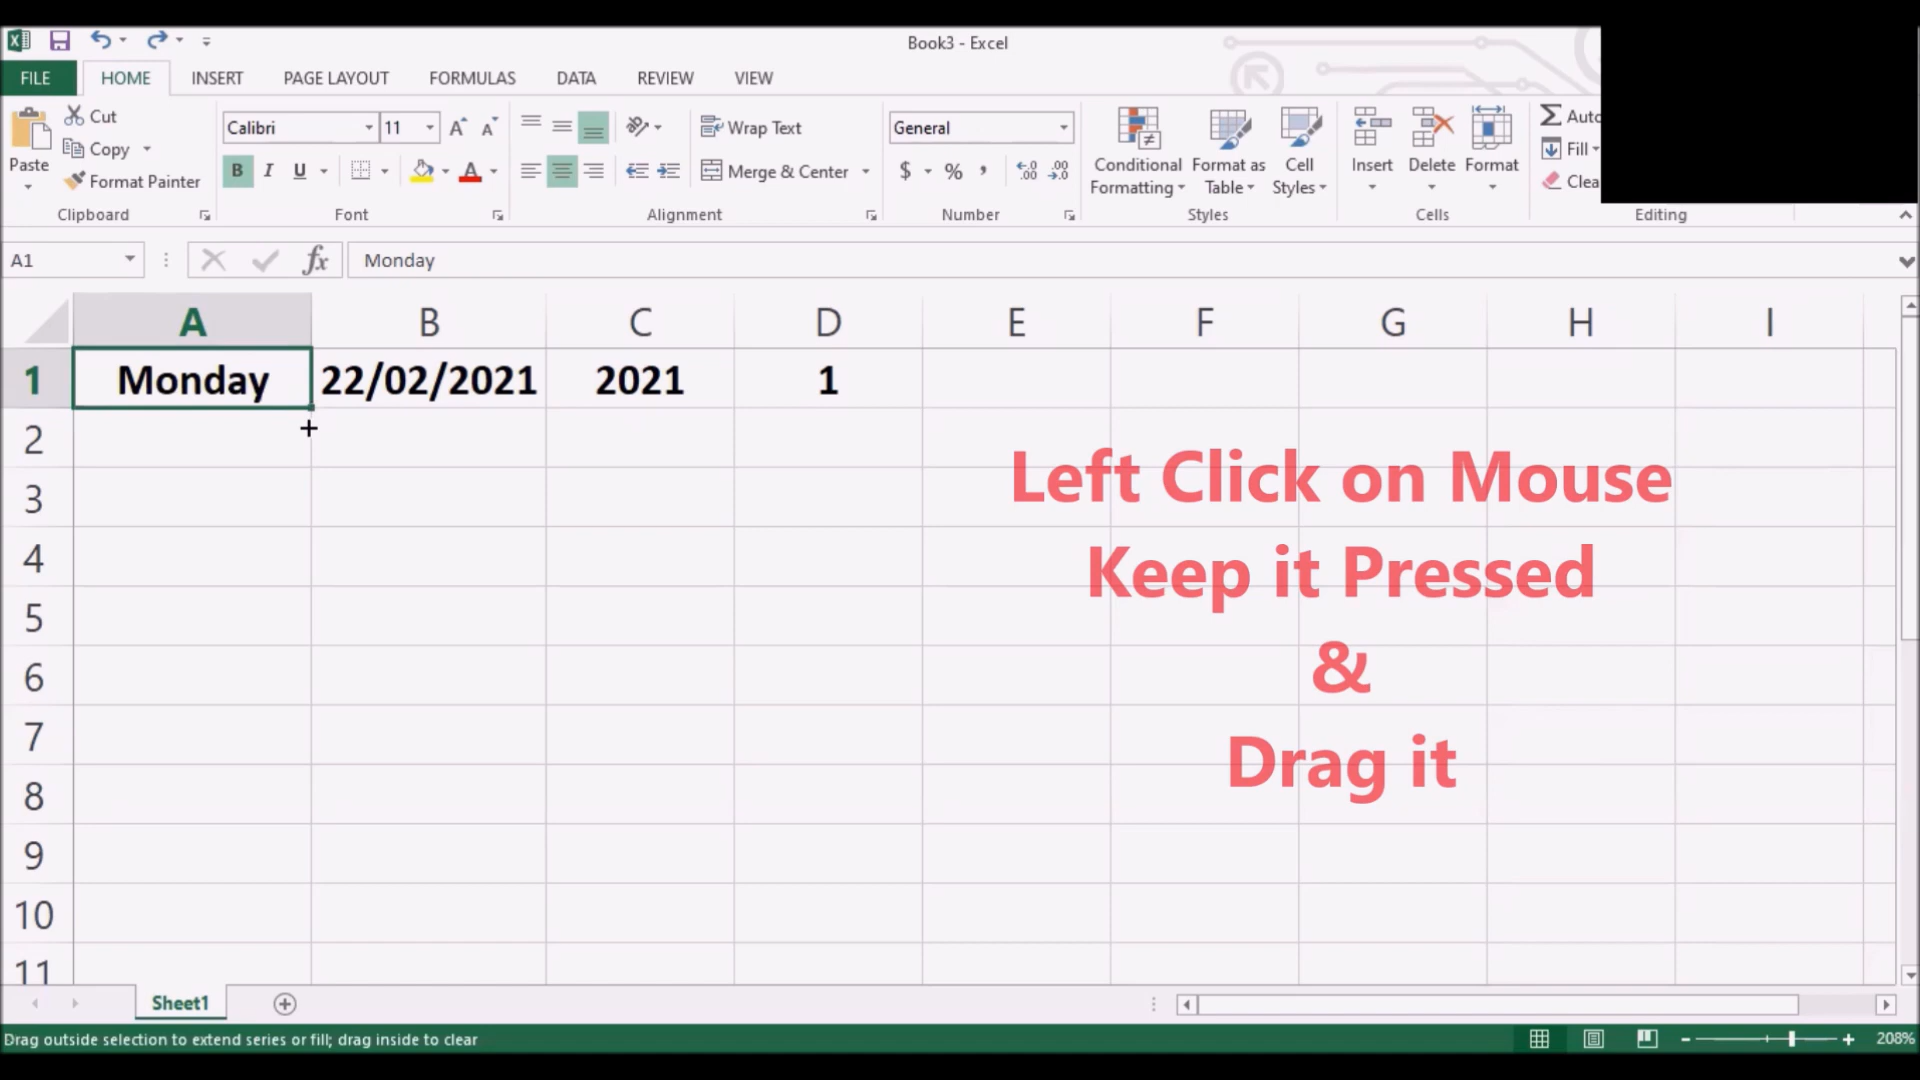 Book3 - Excel
FILE HOME INSERT PAGE LAYOUT FORMULAS DATA REVIEW VIEW
Paste
Cut
Copy
Format Painter
Clipboard
Calibri 11
B I U A
Font
Wrap Text
Merge & Center
Alignment
General
$ % ,
Number
Conditional Formatting
Format as Table
Cell Styles
Styles
Insert Delete Format
Cells
Σ Auto
Fill
Clea
Editing
A1 fx Monday
A B C D E F G H I
1 Monday 22/02/2021 2021 1
2
3
4
5
6
7
8
9
10
11
Left Click on Mouse
Keep it Pressed
&
Drag it
Sheet1
Drag outside selection to extend series or fill; drag inside to clear
208%